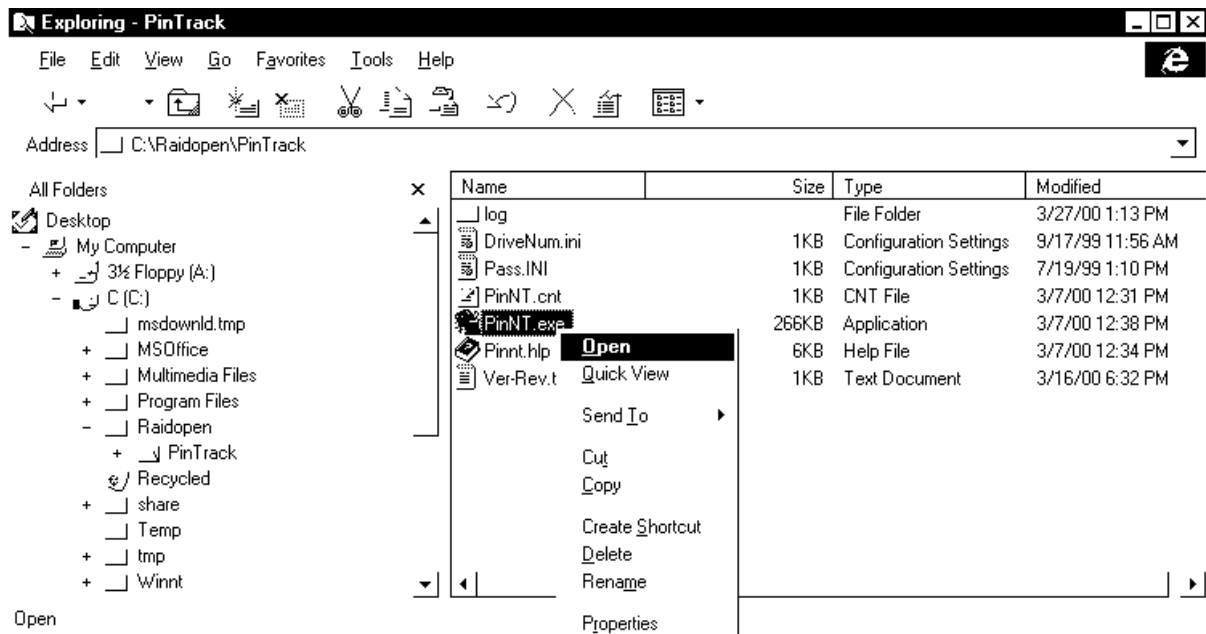 Exploring - PinTrack
File Edit View Go Favorites Tools Help
Address C:\Raidopen\PinTrack
All Folders
Desktop
My Computer
3½ Floppy (A:)
C (C:)
msdownld.tmp
MSOffice
Multimedia Files
Program Files
Raidopen
PinTrack
Recycled
share
Temp
tmp
Winnt
Name Size Type Modified
log File Folder 3/27/00 1:13 PM
DriveNum.ini 1KB Configuration Settings 9/17/99 11:56 AM
Pass.INI 1KB Configuration Settings 7/19/99 1:10 PM
PinNT.cnt 1KB CNT File 3/7/00 12:31 PM
PinNT.exe 266KB Application 3/7/00 12:38 PM
Pinnt.hlp 6KB Help File 3/7/00 12:34 PM
Ver-Rev.t 1KB Text Document 3/16/00 6:32 PM
Open
Quick View
Send To
Cut
Copy
Create Shortcut
Delete
Rename
Properties
Open